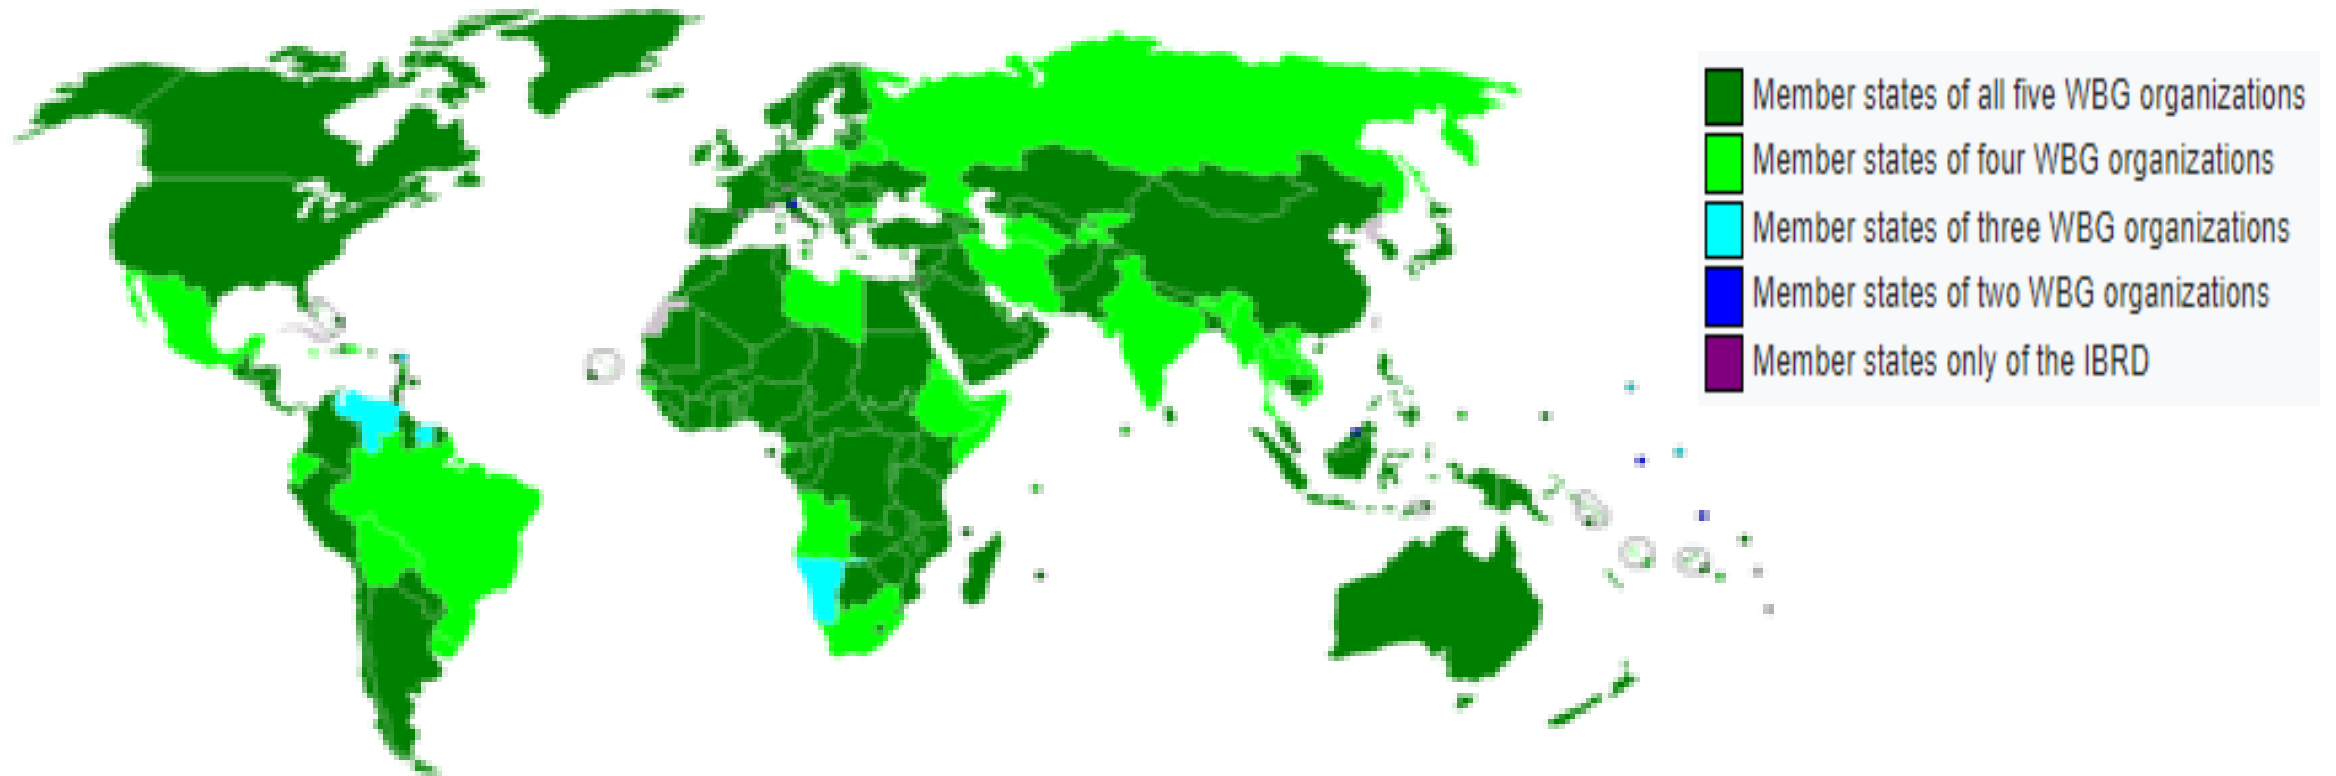 Member states of all five WBG organizations
Member states of four WBG organizations
Member states of three WBG organizations
Member states of two WBG organizations
Member states only of the IBRD